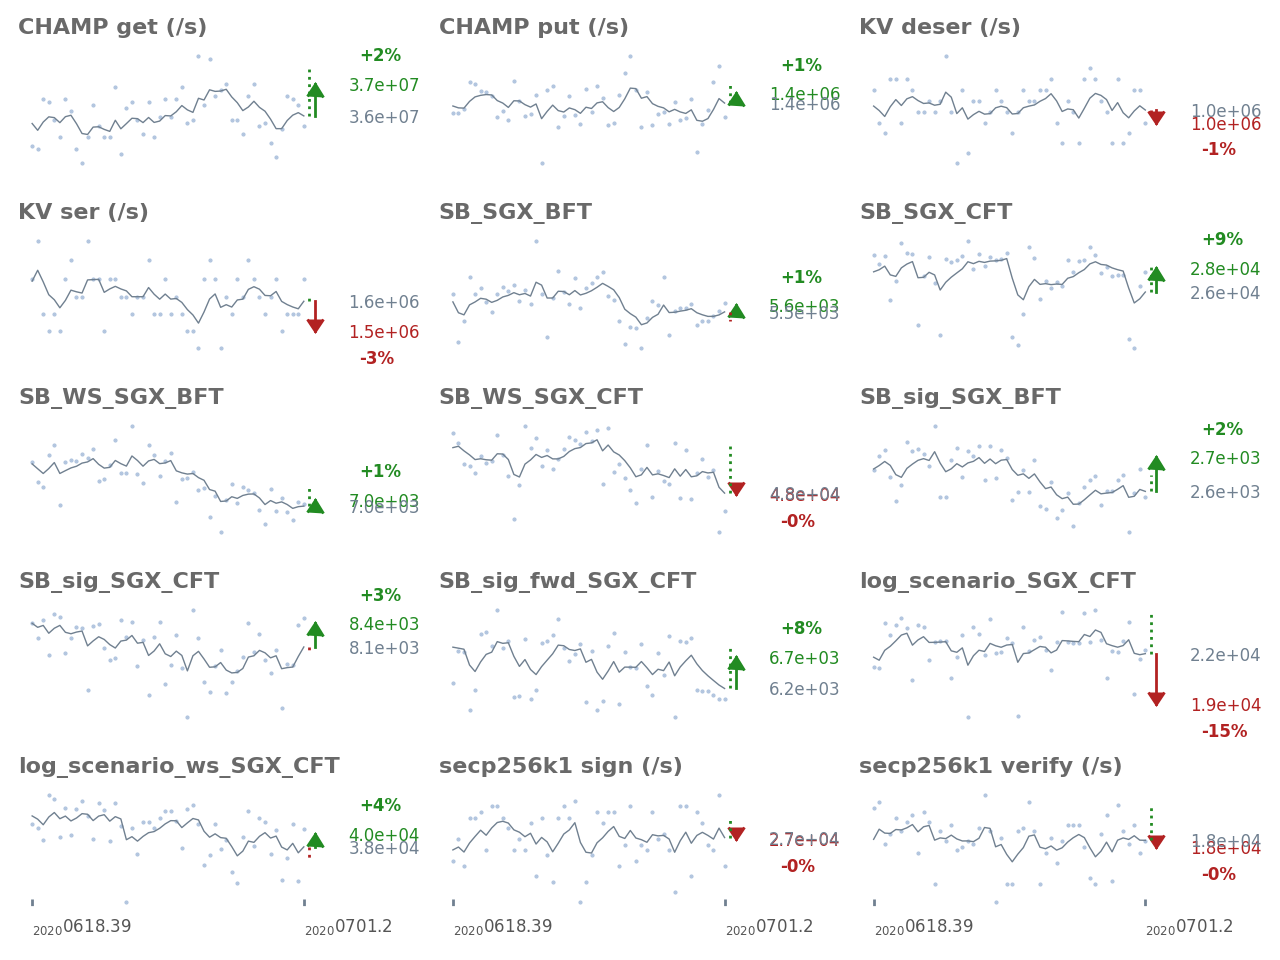 CHAMP get (/s)
+2%
3.7e+07
3.6e+07
CHAMP put (/s)
+1%
1.4e+06
1.4e+06
KV deser (/s)
1.0e+06
1.0e+06
-1%
KV ser (/s)
1.6e+06
1.5e+06
-3%
SB_SGX_BFT
+1%
5.6e+03
5.5e+03
SB_SGX_CFT
+9%
2.8e+04
2.6e+04
SB_WS_SGX_BFT
+1%
7.0e+03
7.0e+03
SB_WS_SGX_CFT
4.8e+04
4.8e+04
-0%
SB_sig_SGX_BFT
+2%
2.7e+03
2.6e+03
SB_sig_SGX_CFT
+3%
8.4e+03
8.1e+03
SB_sig_fwd_SGX_CFT
+8%
6.7e+03
6.2e+03
log_scenario_SGX_CFT
2.2e+04
1.9e+04
-15%
log_scenario_ws_SGX_CFT
+4%
4.0e+04
3.8e+04
secp256k1 sign (/s)
2.7e+04
2.7e+04
-0%
secp256k1 verify (/s)
1.8e+04
1.8e+04
-0%
20200618.39
20200701.2
20200618.39
20200701.2
20200618.39
20200701.2